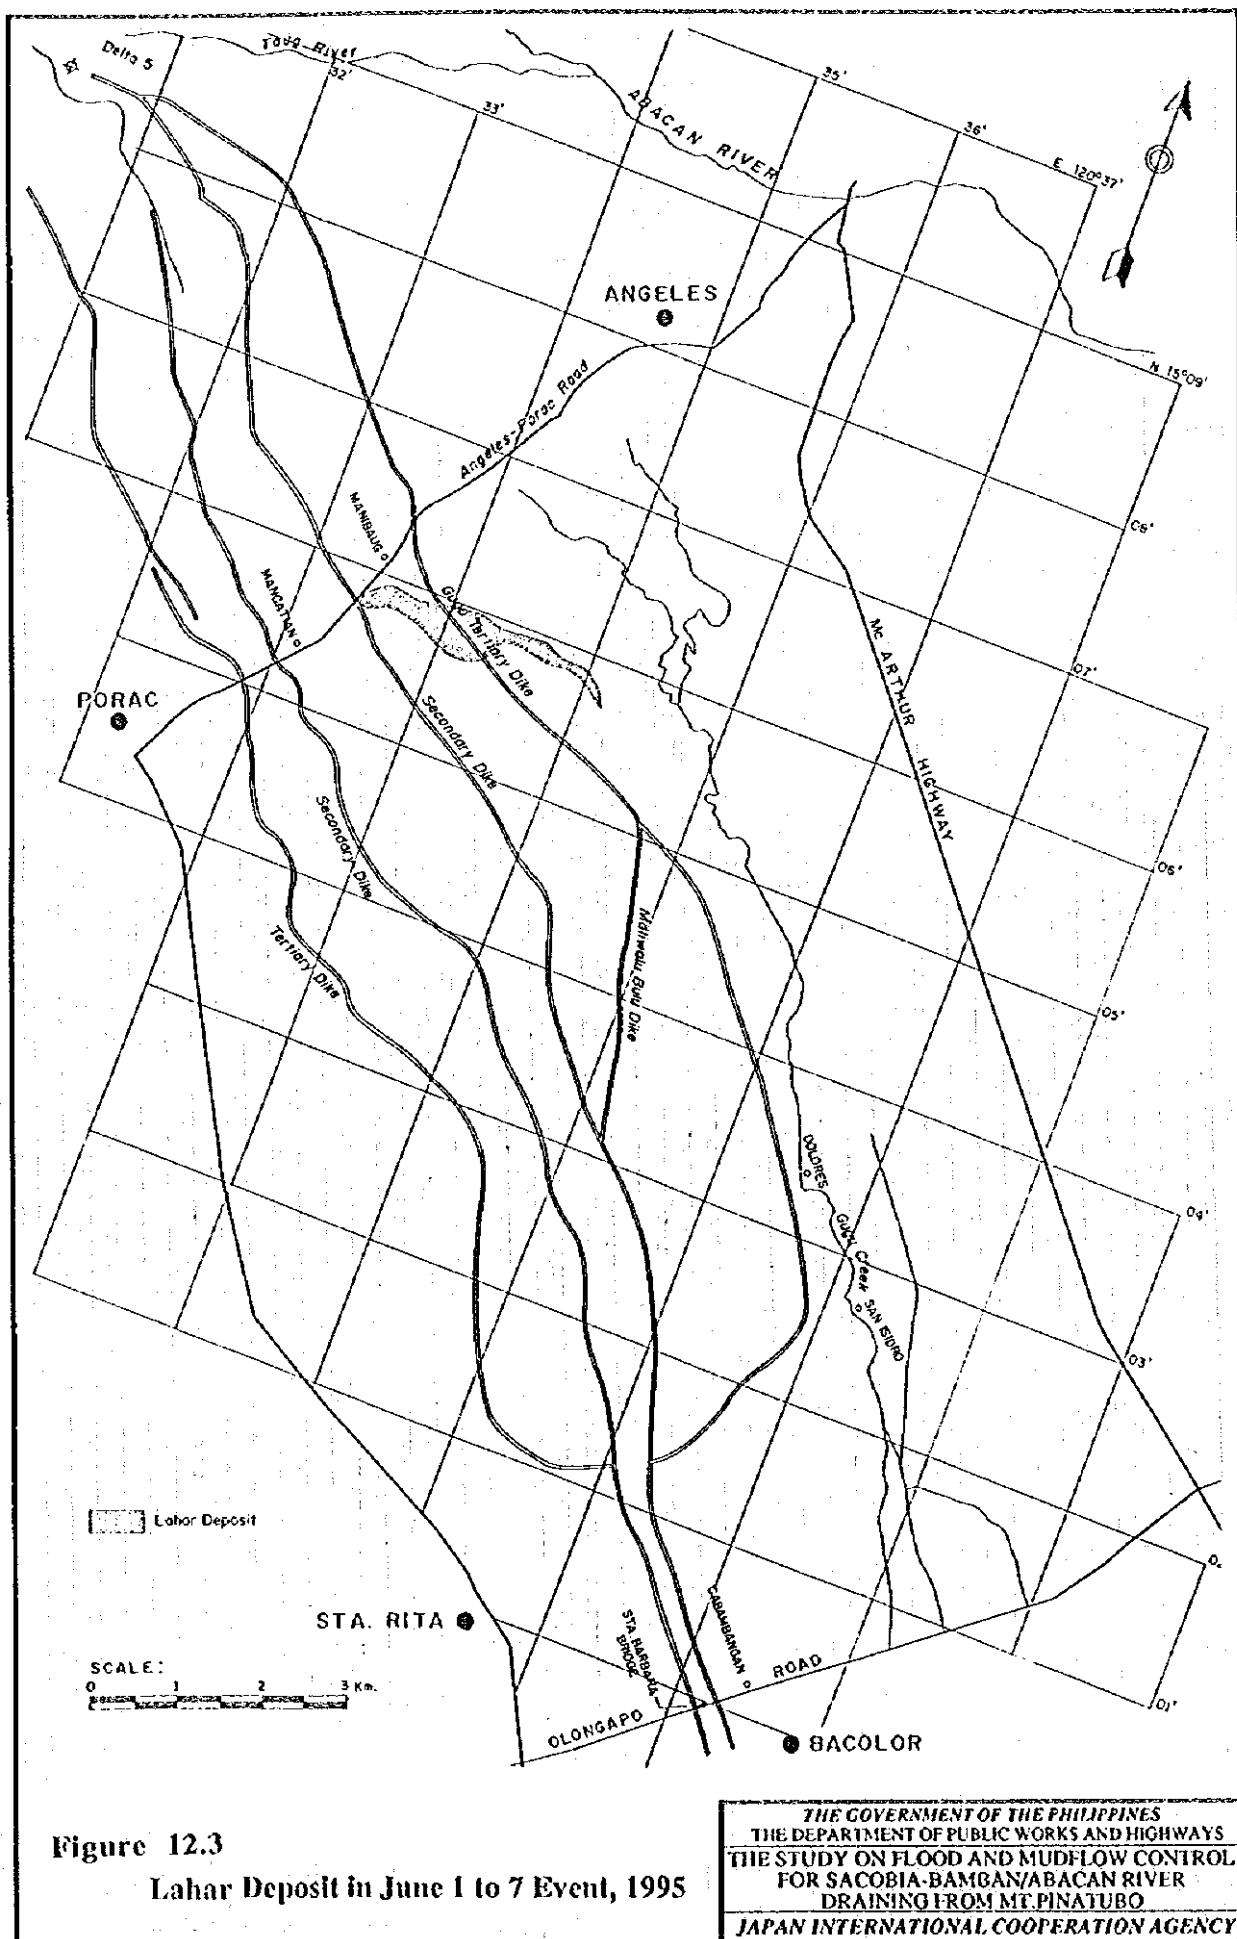 Delta 5
Taug River
32'
33'
35'
36'
E. 120°37'
ABACAN RIVER
ANGELES
N 15°09'
Angeles-Porac Road
08'
MANIBAUG
MANCATIAN
Gugu Tertiary Dike
Mc ARTHUR HIGHWAY
07'
PORAC
Secondary Dike
Secondary Dike
06'
Tertiary Dike
Maliwalu Bulu Dike
05'
DOLORES
04'
Gugu Creek
SAN ISIDRO
03'
Lahar Deposit
STA. RITA
STA. BARBARA
BRIDGE
CABAMBANGAN
SCALE:
0 1 2 3 Km.
OLONGAPO ROAD
01'
BACOLOR
Figure 12.3
Lahar Deposit in June 1 to 7 Event, 1995
THE GOVERNMENT OF THE PHILIPPINES
THE DEPARTMENT OF PUBLIC WORKS AND HIGHWAYS
THE STUDY ON FLOOD AND MUDFLOW CONTROL
FOR SACOBIA-BAMBAN/ABACAN RIVER
DRAINING FROM MT.PINATUBO
JAPAN INTERNATIONAL COOPERATION AGENCY